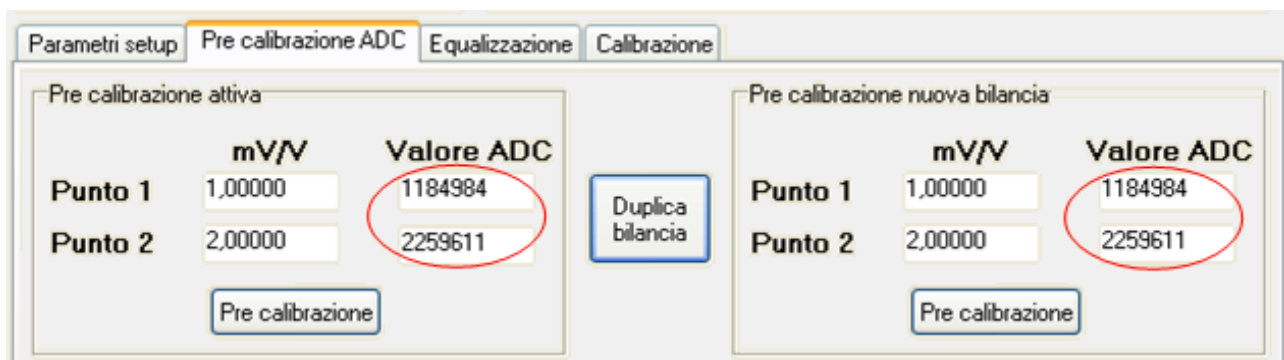 Parametri setup Pre calibrazione ADC Equalizzazione Calibrazione
Pre calibrazione attiva
mV/V Valore ADC
Punto 1 1,00000 1184984
Punto 2 2,00000 2259611
Pre calibrazione
Duplica
bilancia
Pre calibrazione nuova bilancia
mV/V Valore ADC
Punto 1 1,00000 1184984
Punto 2 2,00000 2259611
Pre calibrazione